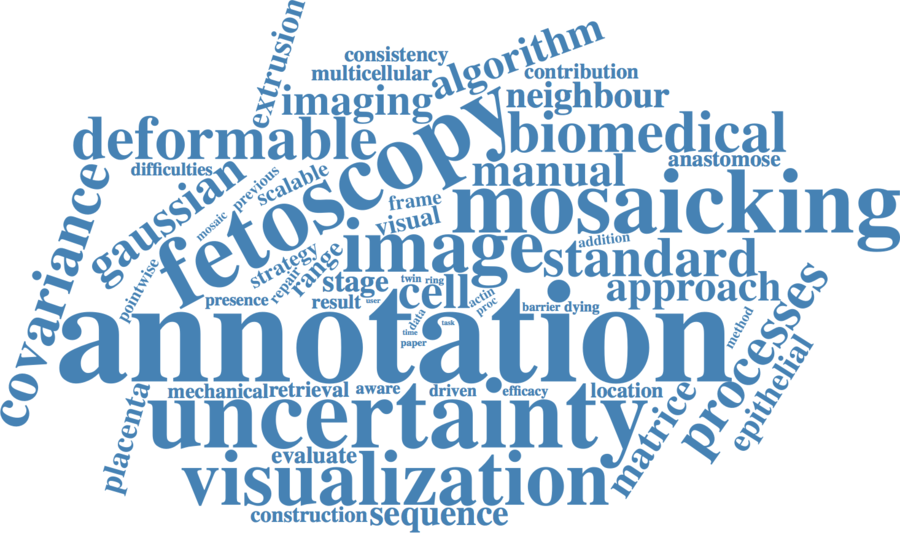 extrusion
consistency
algorithm
multicellular
contribution
imaging
neighbour
deformable
fetoscopy
biomedical
difficulties
manual
anastomose
covariance
gaussian
previous
scalable
mosaic
frame
mosaicking
visual
addition
pointwise
strategy
repair
range
image
standard
stage
twin
ring
cell
actin
proc
approach
processes
presence
result
user
barrier
dying
annotation
data
time
task
paper
method
epithelial
placenta
mechanical
retrieval
aware
driven
efficacy
location
matrice
uncertainty
evaluate
visualization
construction
sequence